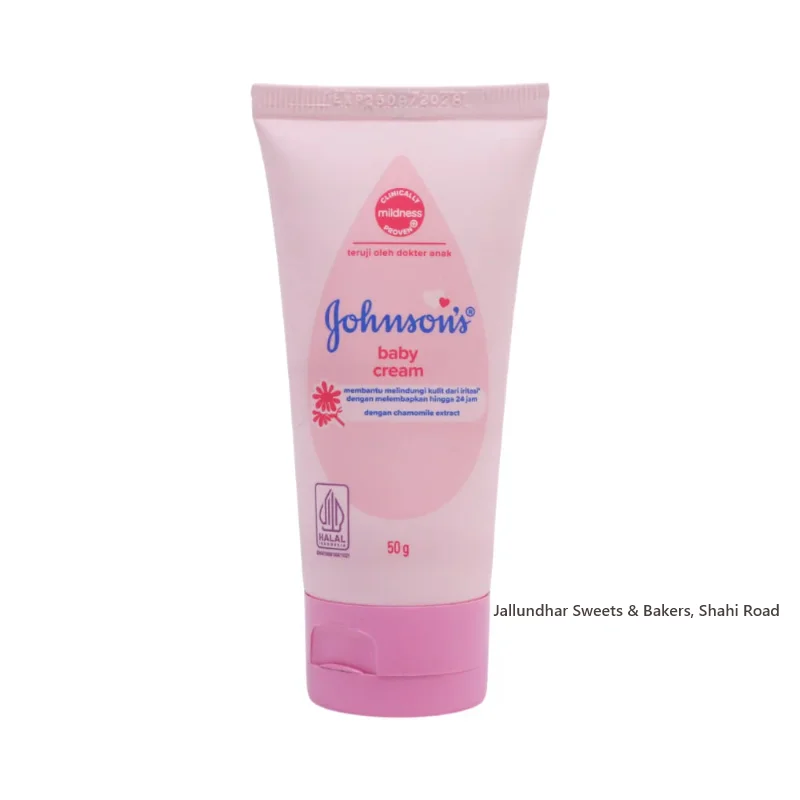 CLINICALLY
mildness
PROVEN
teruji oleh dokter anak
Johnson's®
baby
cream
membantu melindungi kulit dari iritasi*
dengan melembapkan hingga 24 jam
dengan chamomile extract
HALAL
INDONESIA
50 g
Jallundhar Sweets & Bakers, Shahi Road